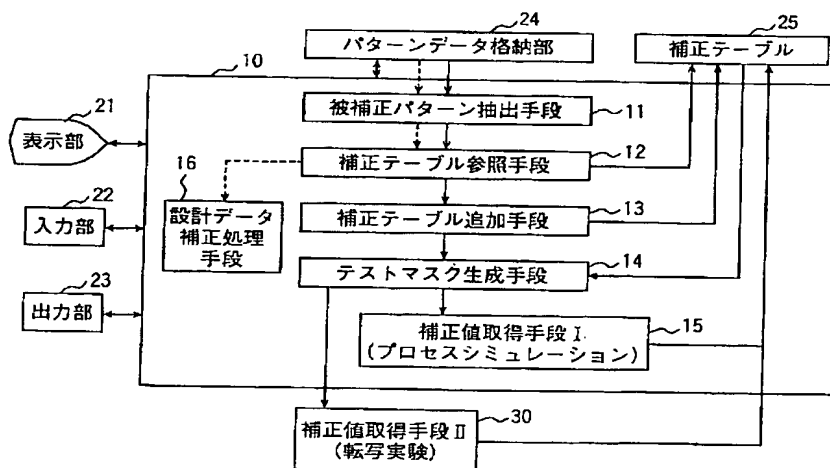 24
パターンデータ格納部
25
補正テーブル
10
21
表示部
被補正パターン抽出手段
11
16
補正テーブル参照手段
12
設計データ
補正処理
手段
22
入力部
補正テーブル追加手段
13
テストマスク生成手段
14
23
出力部
補正値取得手段Ⅰ
(プロセスシミュレーション)
15
補正値取得手段Ⅱ
(転写実験)
30